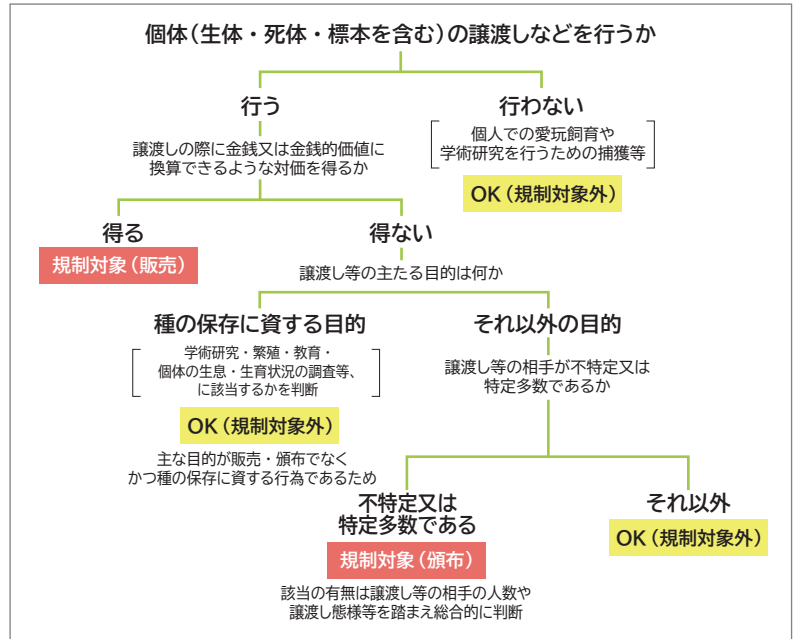 個体（生体・死体・標本を含む）の譲渡しなどを行うか
行う
譲渡しの際に金銭又は金銭的価値に
換算できるような対価を得るか
行わない
個人での愛玩飼育や
学術研究を行うための捕獲等
OK（規制対象外）
得る
規制対象（販売）
得ない
譲渡し等の主たる目的は何か
種の保存に資する目的
学術研究・繁殖・教育・
個体の生息・生育状況の調査等、
に該当するかを判断
OK（規制対象外）
主な目的が販売・頒布でなく
かつ種の保存に資する行為であるため
それ以外の目的
譲渡し等の相手が不特定又は
特定多数であるか
不特定又は
特定多数である
規制対象（頒布）
該当の有無は譲渡し等の相手の人数や
譲渡し態様等を踏まえ総合的に判断
それ以外
OK（規制対象外）